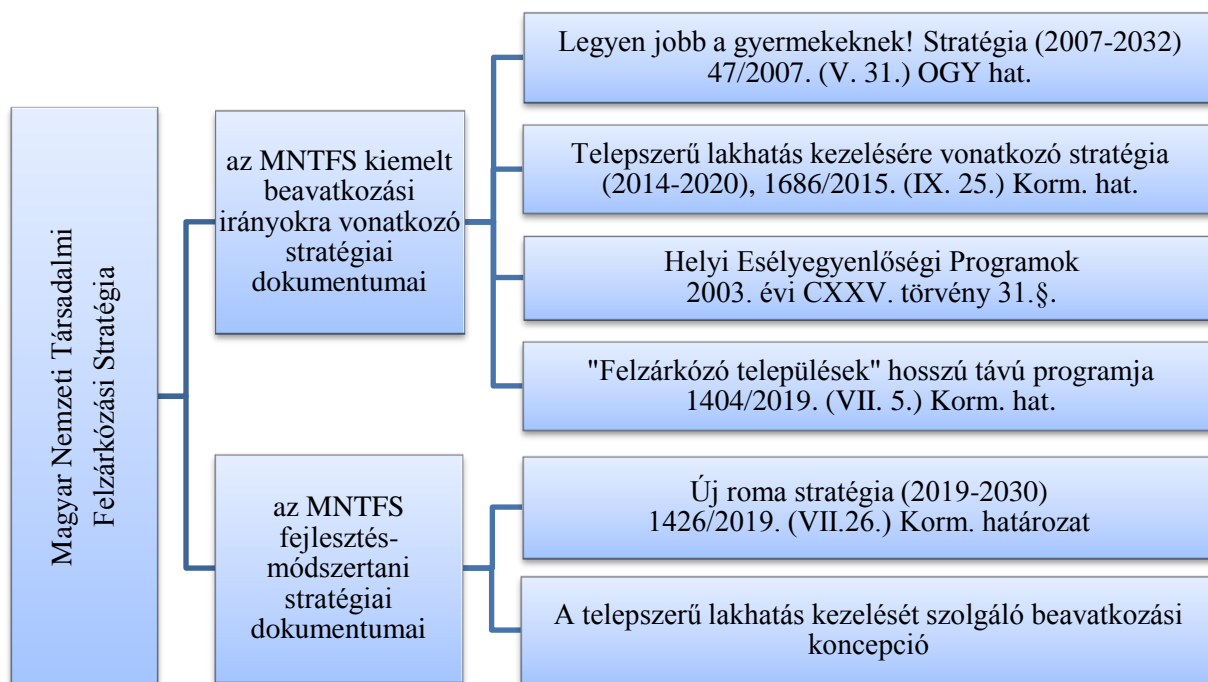 Magyar Nemzeti Társadalmi
Felzárkózási Stratégia
az MNTFS kiemelt
beavatkozási
irányokra vonatkozó
stratégiai
dokumentumai
Legyen jobb a gyermekeknek! Stratégia (2007-2032)
47/2007. (V. 31.) OGY hat.
Telepszerű lakhatás kezelésére vonatkozó stratégia
(2014-2020), 1686/2015. (IX. 25.) Korm. hat.
Helyi Esélyegyenlőségi Programok
2003. évi CXXV. törvény 31.§.
"Felzárkózó települések" hosszú távú programja
1404/2019. (VII. 5.) Korm. hat.
az MNTFS
fejlesztés-
módszertani
stratégiai
dokumentumai
Új roma stratégia (2019-2030)
1426/2019. (VII.26.) Korm. határozat
A telepszerű lakhatás kezelését szolgáló beavatkozási
koncepció